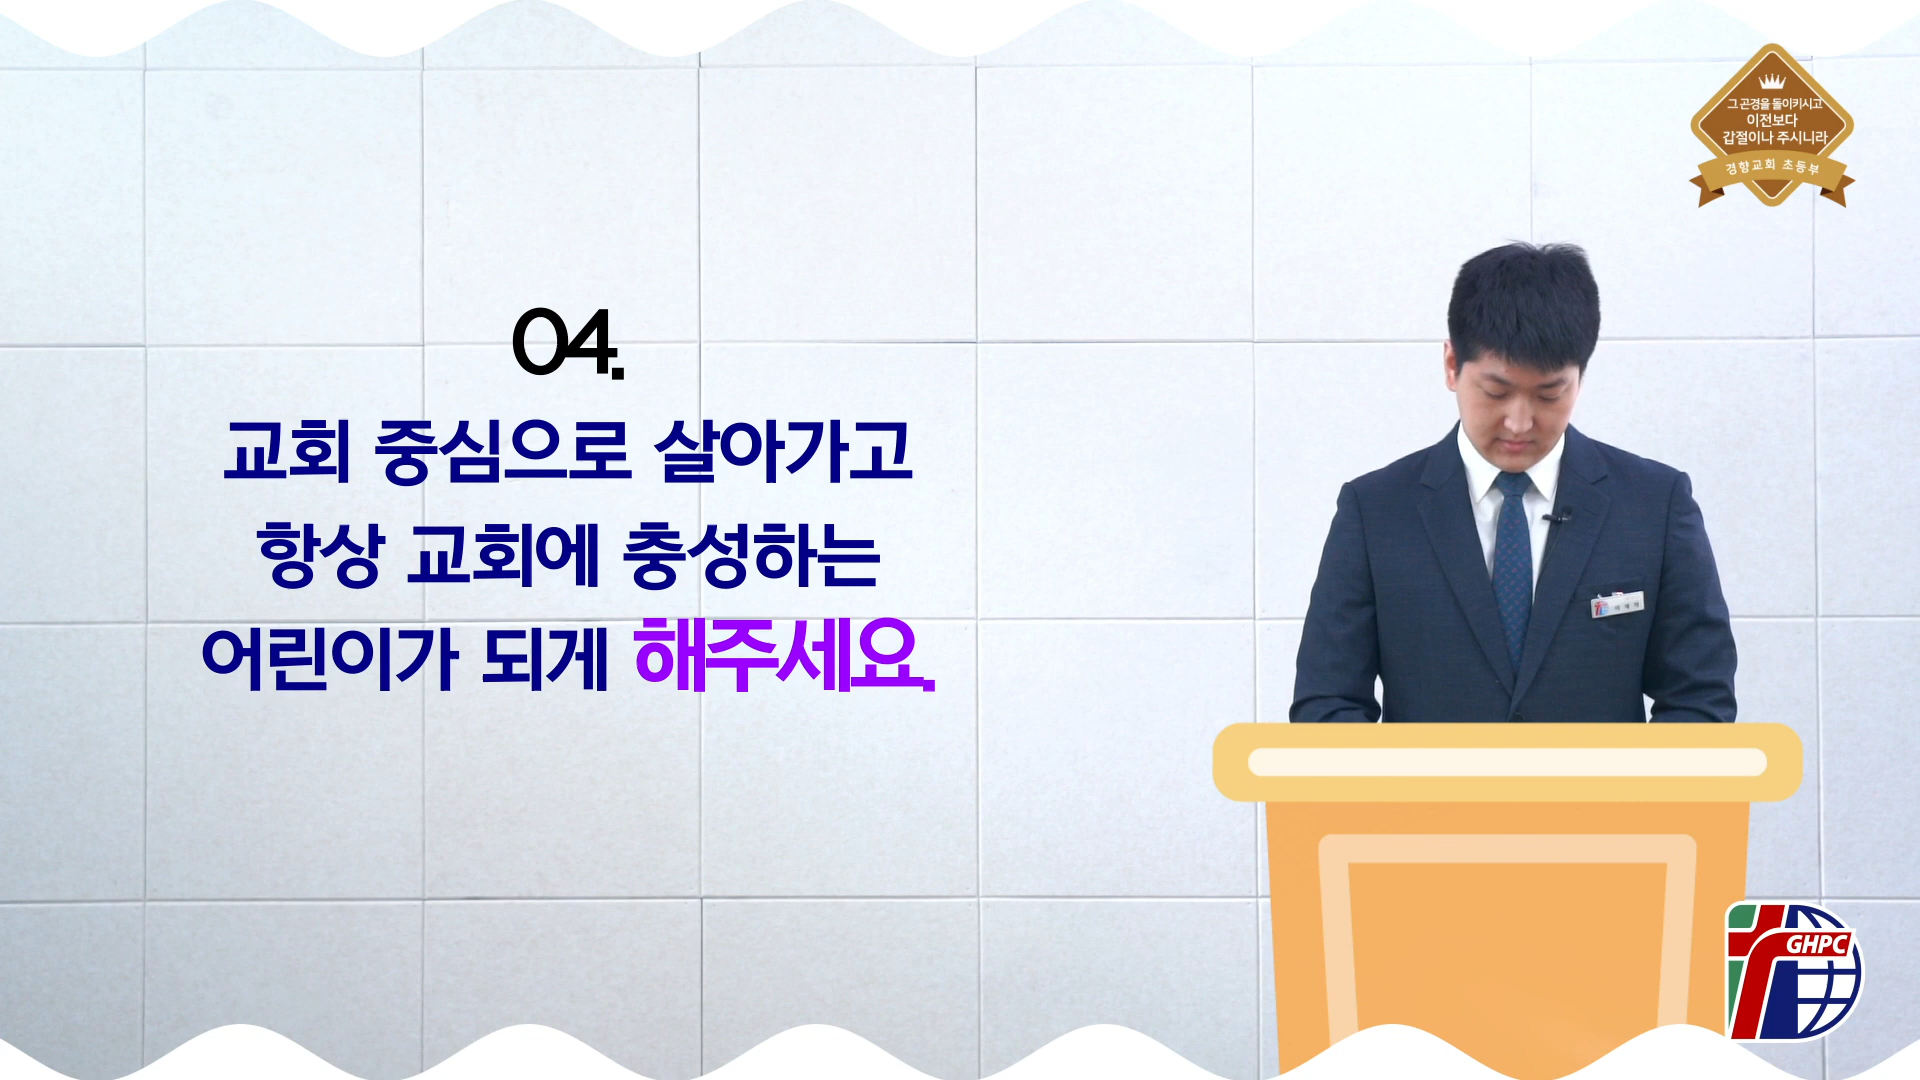 그 곤경을 돌이키시고
이전보다
갑절이나 주시니라
경향교회 초등부
04.
교회 중심으로 살아가고
항상 교회에 충성하는
어린이가 되게 해주세요.
GHPC